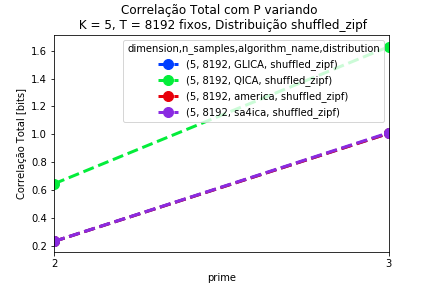 Correlação Total com P variando
K = 5, T = 8192 fixos, Distribuição shuffled_zipf
dimension,n_samples,algorithm_name,distribution
(5, 8192, GLICA, shuffled_zipf)
(5, 8192, QICA, shuffled_zipf)
(5, 8192, america, shuffled_zipf)
(5, 8192, sa4ica, shuffled_zipf)
Correlação Total [bits]
1.6
1.4
1.2
1.0
0.8
0.6
0.4
0.2
2
3
prime